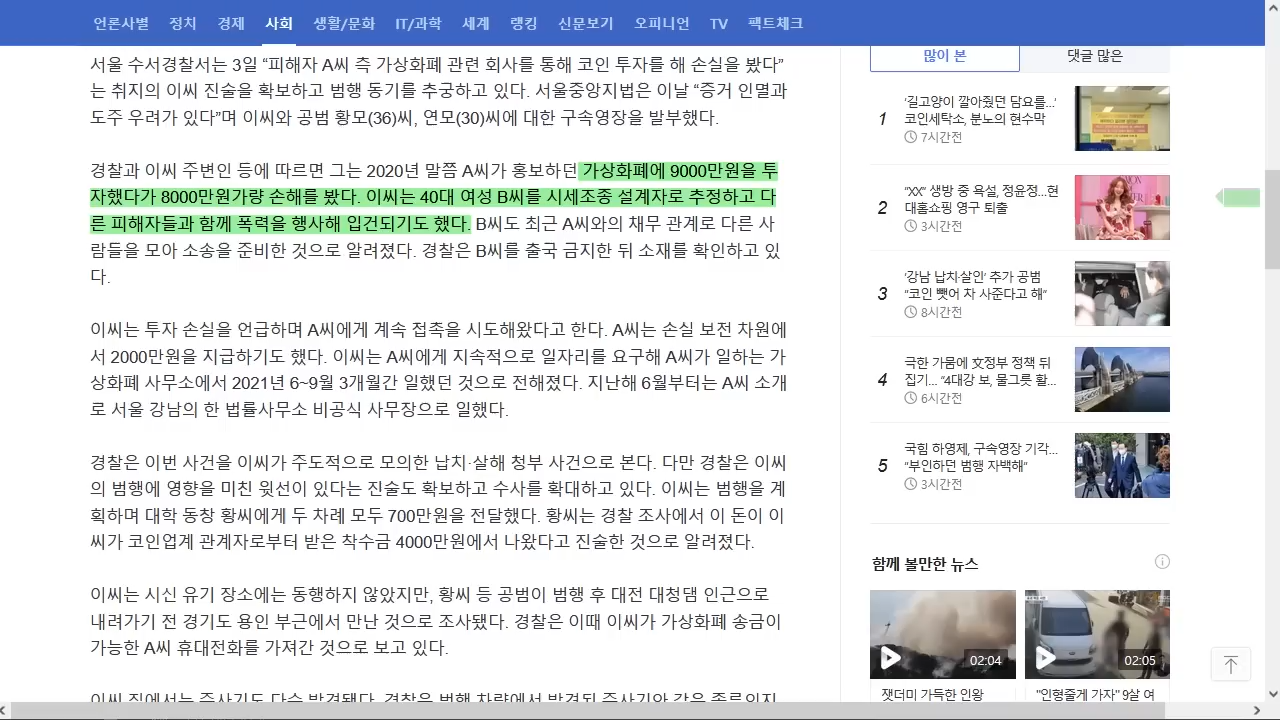 언론사별 정치 경제 사회 생활/문화 IT/과학 세계 랭킹 신문보기 오피니언 TV 팩트체크
서울 수서경찰서는 3일 “피해자 A씨 측 가상화폐 관련 회사를 통해 코인 투자를 해 손실을 봤다”
는 취지의 이씨 진술을 확보하고 범행 동기를 추궁하고 있다. 서울중앙지법은 이날 “증거 인멸과
도주 우려가 있다”며 이씨와 공범 황모(36)씨, 연모(30)씨에 대한 구속영장을 발부했다.
경찰과 이씨 주변인 등에 따르면 그는 2020년 말쯤 A씨가 홍보하던 가상화폐에 9000만원을 투
자했다가 8000만원가량 손해를 봤다. 이씨는 40대 여성 B씨를 시세조종 설계자로 추정하고 다
른 피해자들과 함께 폭력을 행사해 입건되기도 했다. B씨도 최근 A씨와의 채무 관계로 다른 사
람들을 모아 소송을 준비한 것으로 알려졌다. 경찰은 B씨를 출국 금지한 뒤 소재를 확인하고 있
다.
이씨는 투자 손실을 언급하며 A씨에게 계속 접촉을 시도해왔다고 한다. A씨는 손실 보전 차원에
서 2000만원을 지급하기도 했다. 이씨는 A씨에게 지속적으로 일자리를 요구해 A씨가 일하는 가
상화폐 사무소에서 2021년 6~9월 3개월간 일했던 것으로 전해졌다. 지난해 6월부터는 A씨 소개
로 서울 강남의 한 법률사무소 비공식 사무장으로 일했다.
경찰은 이번 사건을 이씨가 주도적으로 모의한 납치 살해 청부 사건으로 본다. 다만 경찰은 이씨
의 범행에 영향을 미친 윗선이 있다는 진술도 확보하고 수사를 확대하고 있다. 이씨는 범행을 계
획하며 대학 동창 황씨에게 두 차례 모두 700만원을 전달했다. 황씨는 경찰 조사에서 이 돈이 이
씨가 코인업계 관계자로부터 받은 착수금 4000만원에서 나왔다고 진술한 것으로 알려졌다.
이씨는 시신 유기 장소에는 동행하지 않았지만, 황씨 등 공범이 범행 후 대전 대청댐 인근으로
내려가기 전 경기도 용인 부근에서 만난 것으로 조사됐다. 경찰은 이때 이씨가 가상화폐 송금이
가능한 A씨 휴대전화를 가져간 것으로 보고 있다.
이씨 집에서는 주사기도 다수 발견됐다. 경찰은 범행 차량에서 발견된 주사기와 같은 종류인지
많이 본 댓글 많은
1 ‘길고양이 깔아줬던 담요를…’
코인세탁소, 분노의 현수막
7시간전
2 “XX” 생방 중 욕설, 정윤정…현
대홈쇼핑 영구 퇴출
3시간전
3 ‘강남 납치·살인’ 추가 공범
“코인 뺏어 차 사준다고 해”
8시간전
4 극한 가뭄에 文정부 정책 뒤
집기… “4대강 보, 물그릇 활…
6시간전
5 국힘 하영제, 구속영장 기각…
“부인하던 범행 자백해”
3시간전
함께 볼만한 뉴스
02:04 02:05
잿더미 가득한 인왕 "인형줄게 가자" 9살 여